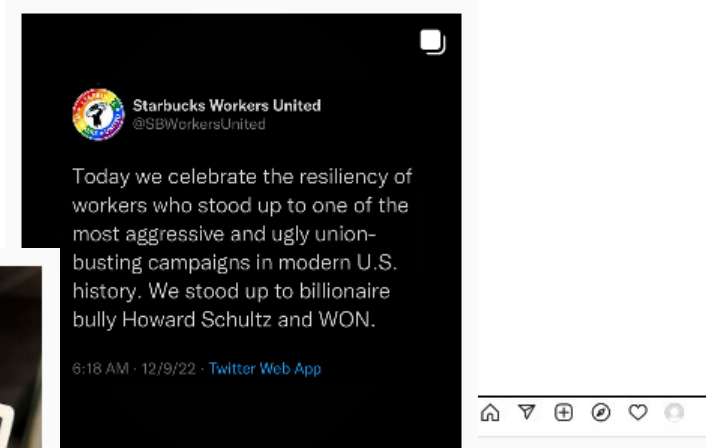 Starbucks Workers United
@SBWorkersUnited
Today we celebrate the resiliency of
workers who stood up to one of the
most aggressive and ugly union-
busting campaigns in modern U.S.
history. We stood up to billionaire
bully Howard Schultz and WON.
6:18 AM · 12/9/22 · Twitter Web App